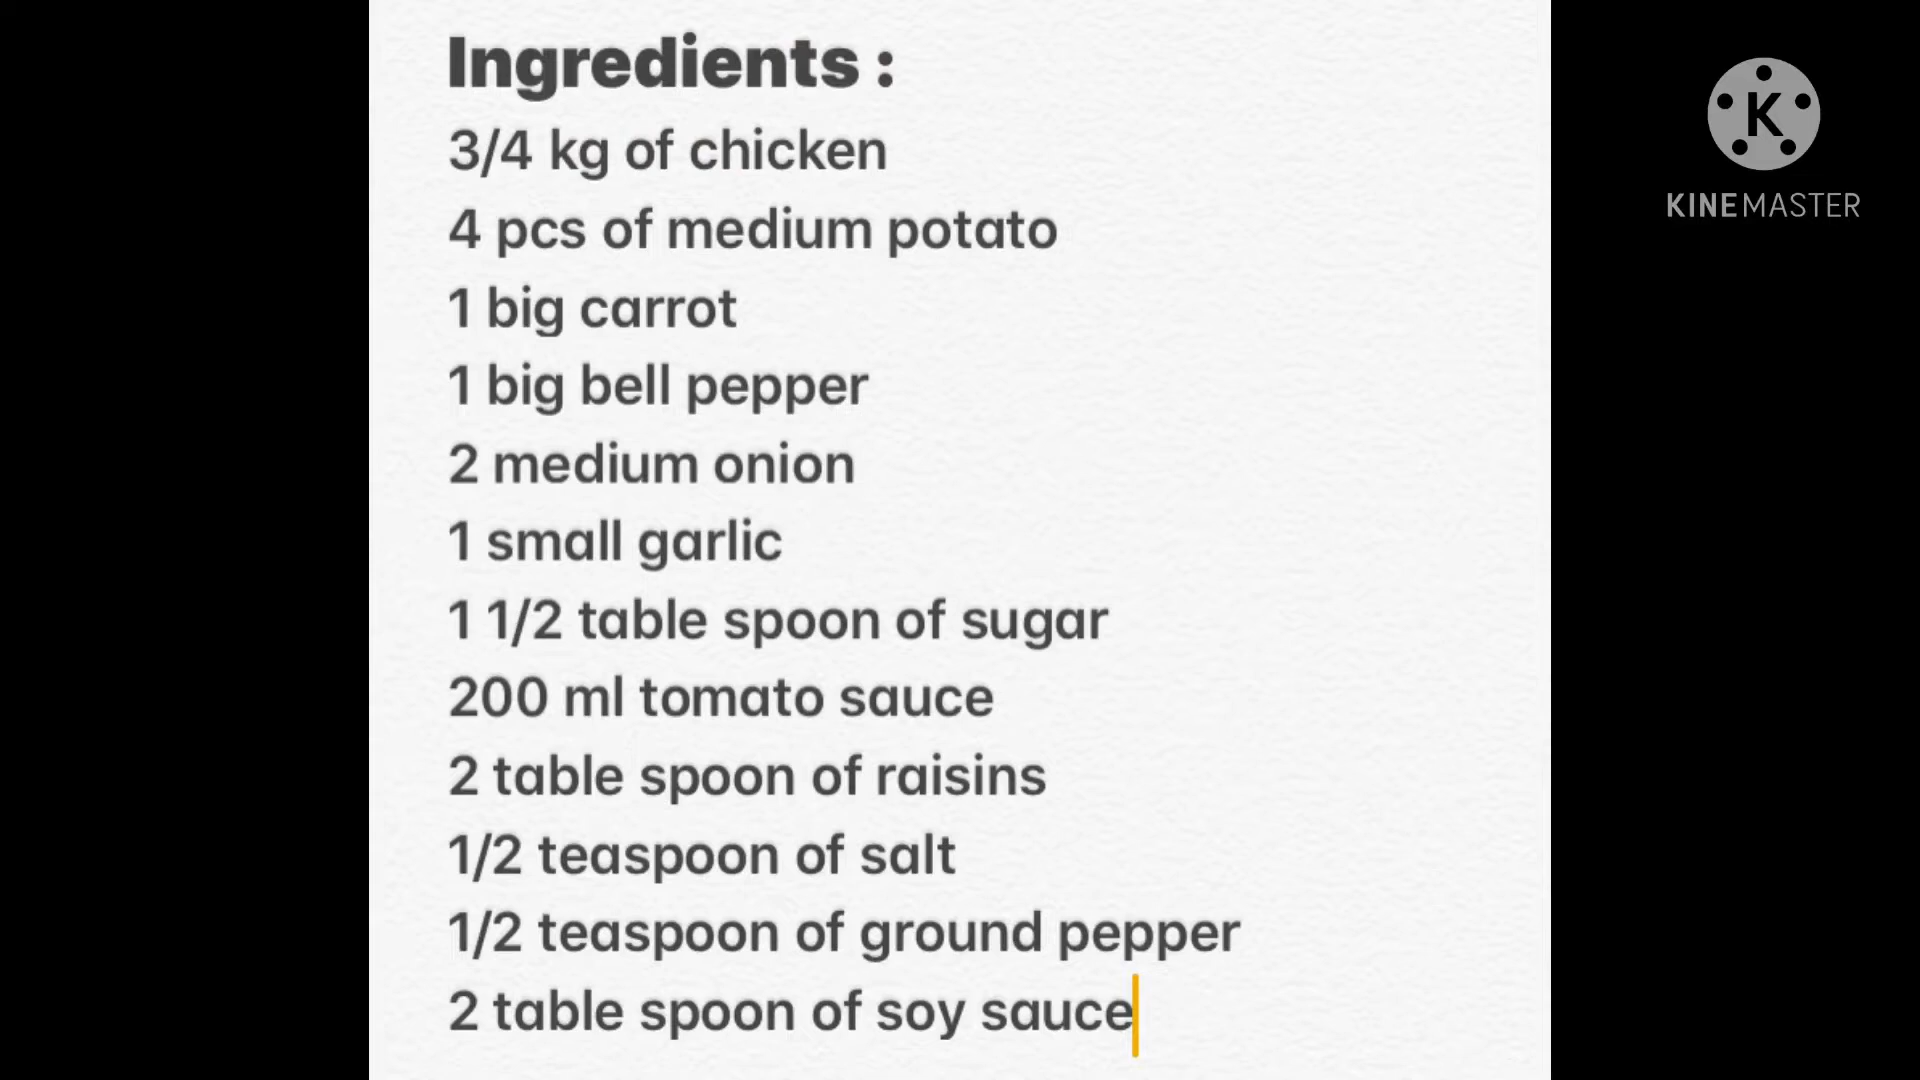 Ingredients :
3/4 kg of chicken
4 pcs of medium potato
1 big carrot
1 big bell pepper
2 medium onion
1 small garlic
1 1/2 table spoon of sugar
200 ml tomato sauce
2 table spoon of raisins
1/2 teaspoon of salt
1/2 teaspoon of ground pepper
2 table spoon of soy sauce
K
KINEMASTER